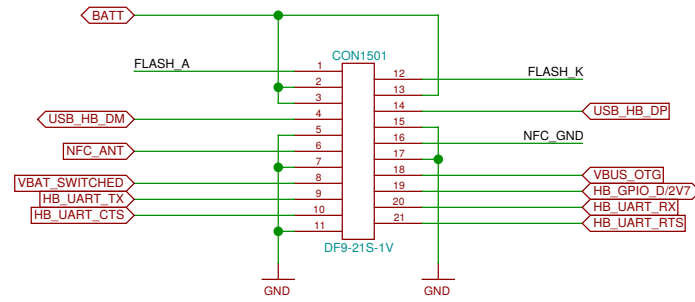 BATT
CON1501
FLASH_A
1
12
FLASH_K
2
13
3
14
USB_HB_DP
USB_HB_DM
4
15
5
16
NFC_GND
NFC_ANT
6
17
7
18
VBUS_OTG
VBAT_SWITCHED
8
19
HB_GPIO_D/2V7
HB_UART_TX
9
20
HB_UART_RX
HB_UART_CTS
10
21
HB_UART_RTS
11
DF9-21S-1V
GND
GND